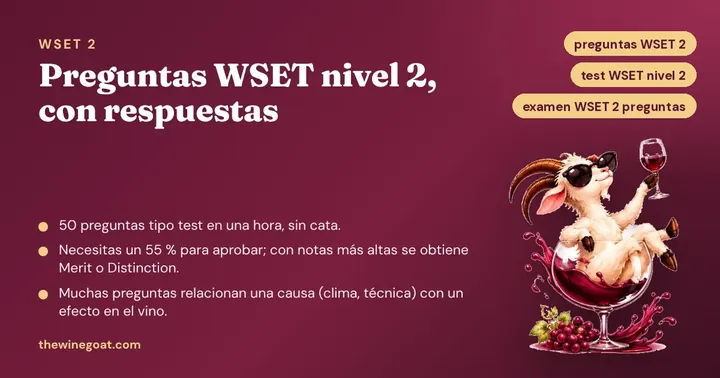 WSET 2
Preguntas WSET nivel 2,
con respuestas
preguntas WSET 2
test WSET nivel 2
examen WSET 2 preguntas
50 preguntas tipo test en una hora, sin cata.
Necesitas un 55 % para aprobar; con notas más altas se obtiene
Merit o Distinction.
Muchas preguntas relacionan una causa (clima, técnica) con un
efecto en el vino.
thewinegoat.com